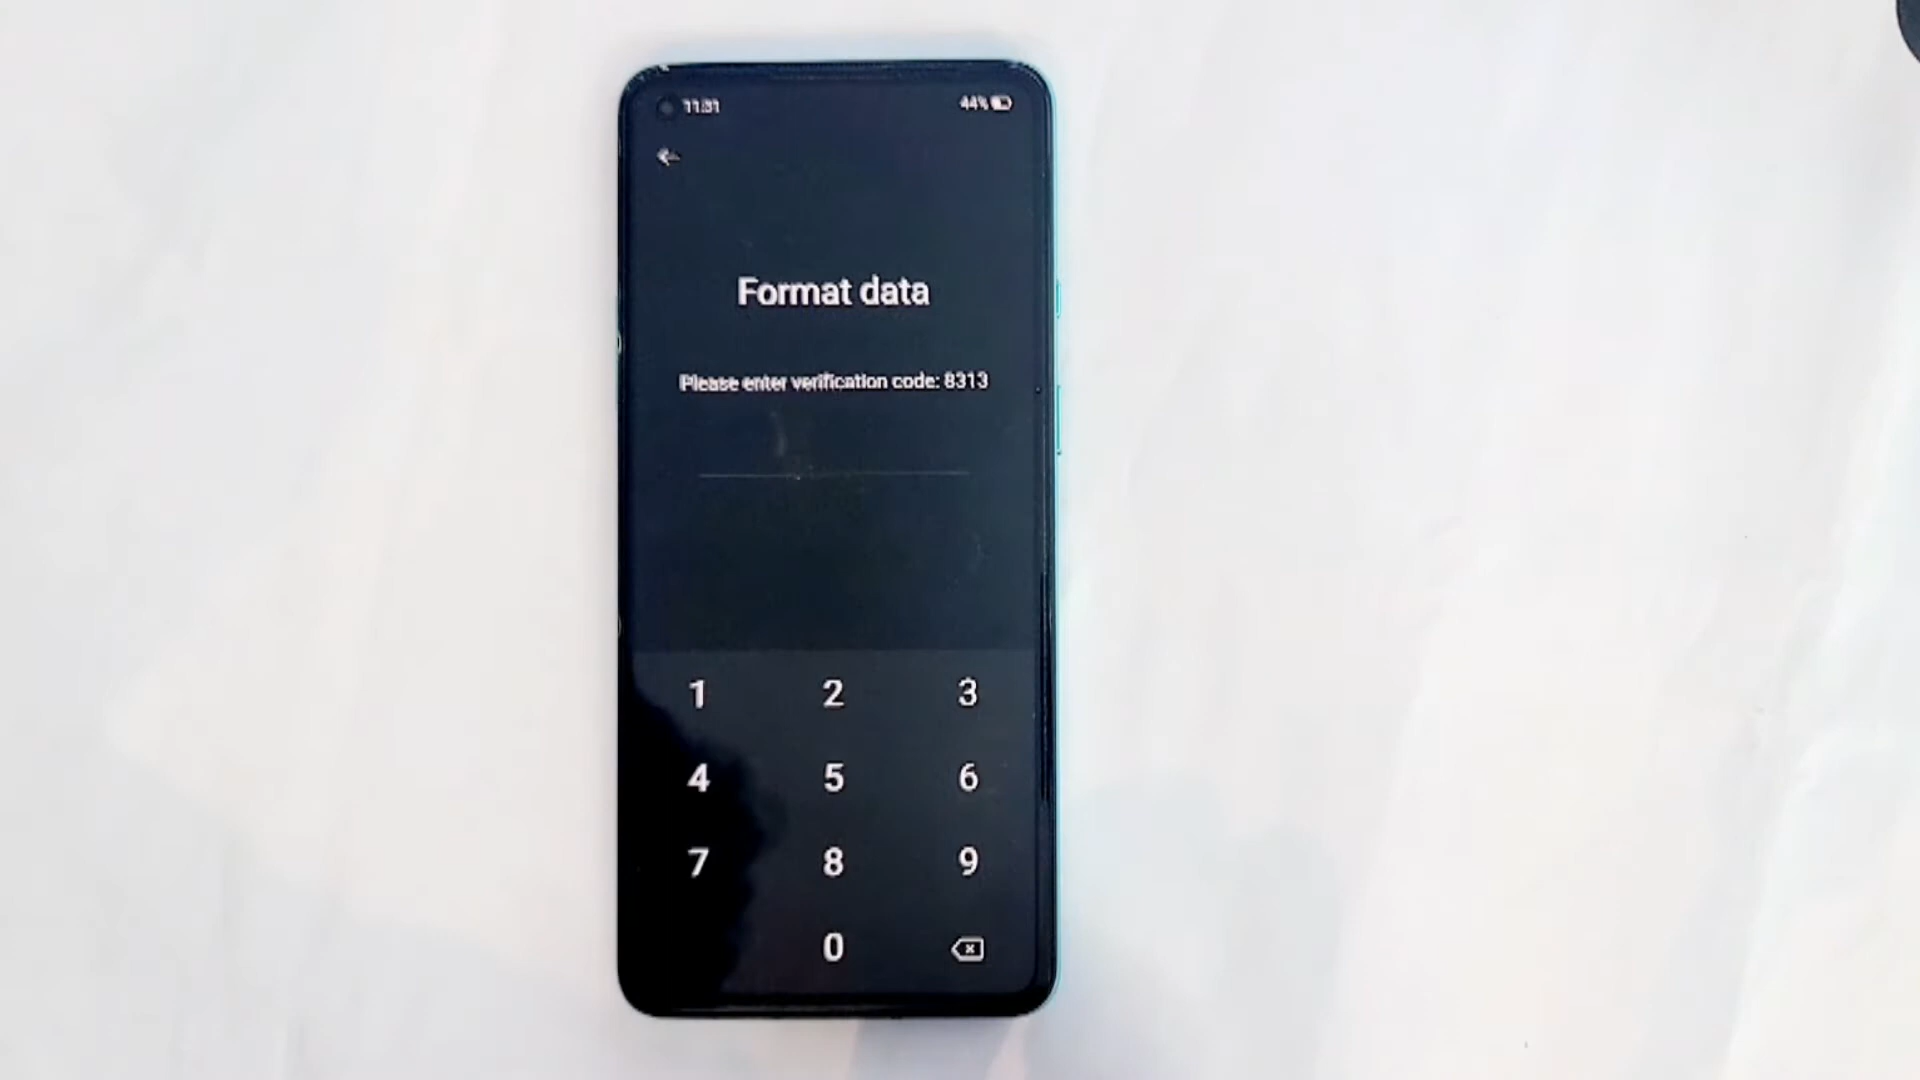 11:31
44%
Format data
Please enter verification code: 8313
1 2 3
4 5 6
7 8 9
0